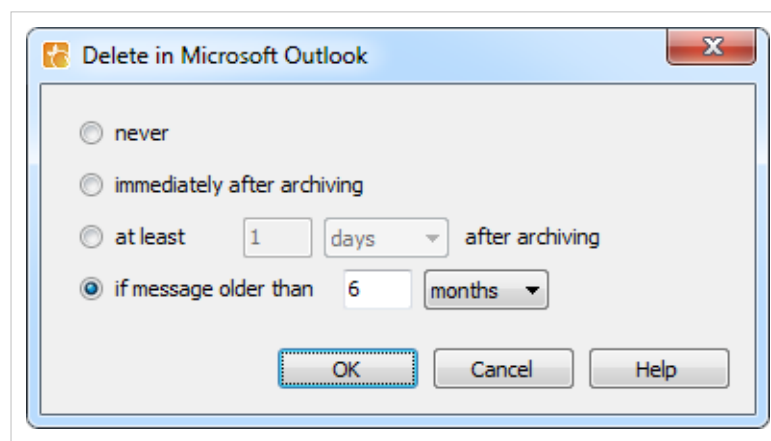 Delete in Microsoft Outlook
never
immediately after archiving
at least 1 days after archiving
if message older than 6 months
OK Cancel Help